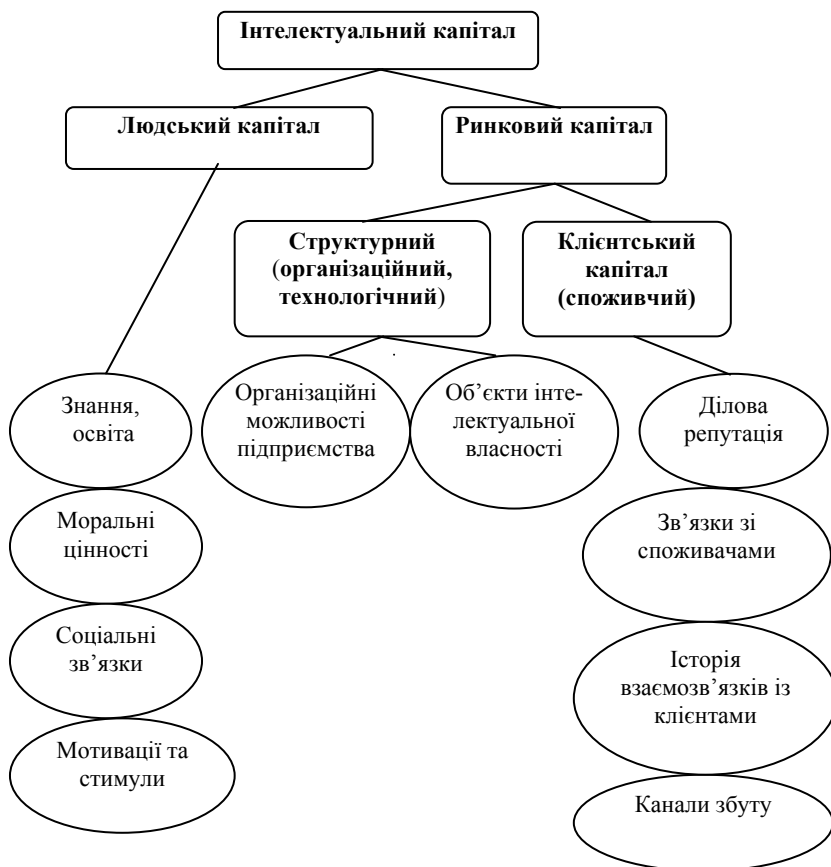 Інтелектуальний капітал
Людський капітал
Ринковий капітал
Структурний
(організаційний,
технологічний)
Клієнтський
капітал
(споживчий)
Знання,
освіта
Організаційні
можливості
підприємства
Об’єкти інте-
лектуальної
власності
Ділова
репутація
Моральні
цінності
Зв’язки зі
споживачами
Соціальні
зв’язки
Історія
взаємозв’язків із
клієнтами
Мотивації та
стимули
Канали збуту